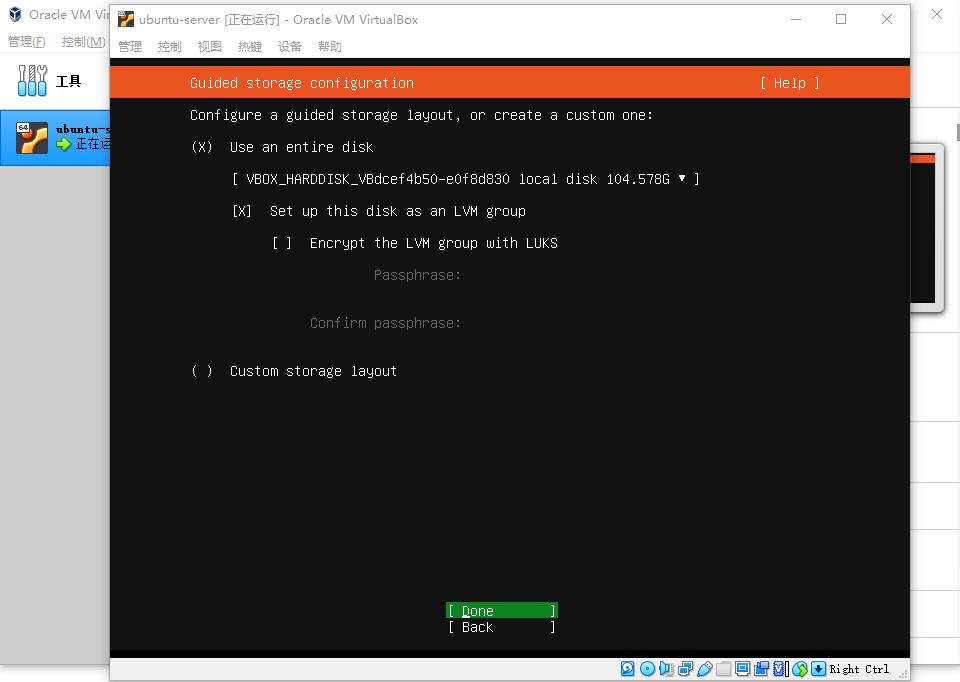 Oracle VM Vir
管理(F) 控制(M)
工具
64
ubuntu-s
正在运
ubuntu-server [正在运行] - Oracle VM VirtualBox
管理 控制 视图 热键 设备 帮助
Guided storage configuration [ Help ]
Configure a guided storage layout, or create a custom one:
(X) Use an entire disk
[ VBOX_HARDDISK_VBdcef4b50-e0f8d830 local disk 104.578G ▾ ]
[X] Set up this disk as an LVM group
[ ] Encrypt the LVM group with LUKS
Passphrase:
Confirm passphrase:
( ) Custom storage layout
[ Done ]
[ Back ]
Right Ctrl